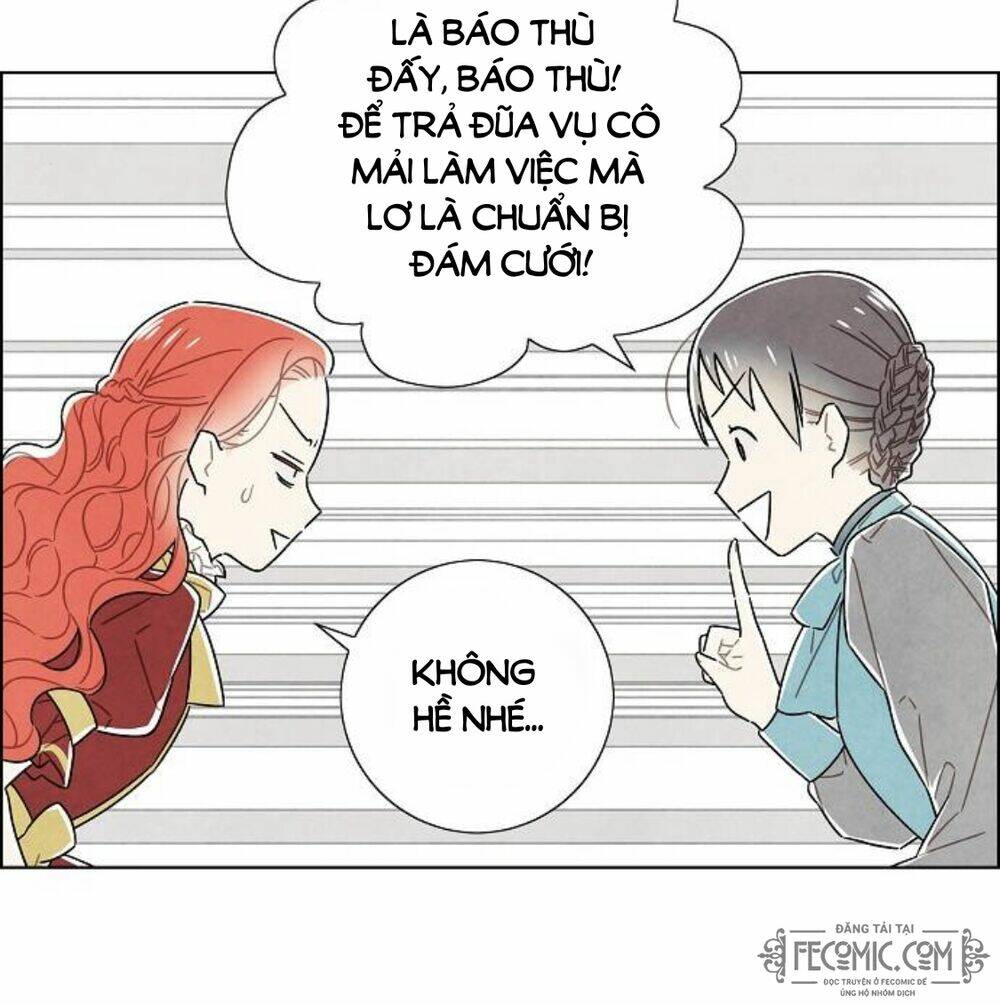 LÀ BÁO THÙ
ĐẤY, BÁO THÙ!
ĐỂ TRẢ ĐŨA VỤ CÔ
MẢI LÀM VIỆC MÀ
LƠ LÀ CHUẨN BỊ
ĐÁM CƯỚI!
KHÔNG
HỀ NHÉ...
ĐĂNG TẢI TẠI
FECOMIC.COM
ĐỌC TRUYỆN Ở FECOMIC ĐỂ
ỦNG HỘ NHÓM DỊCH